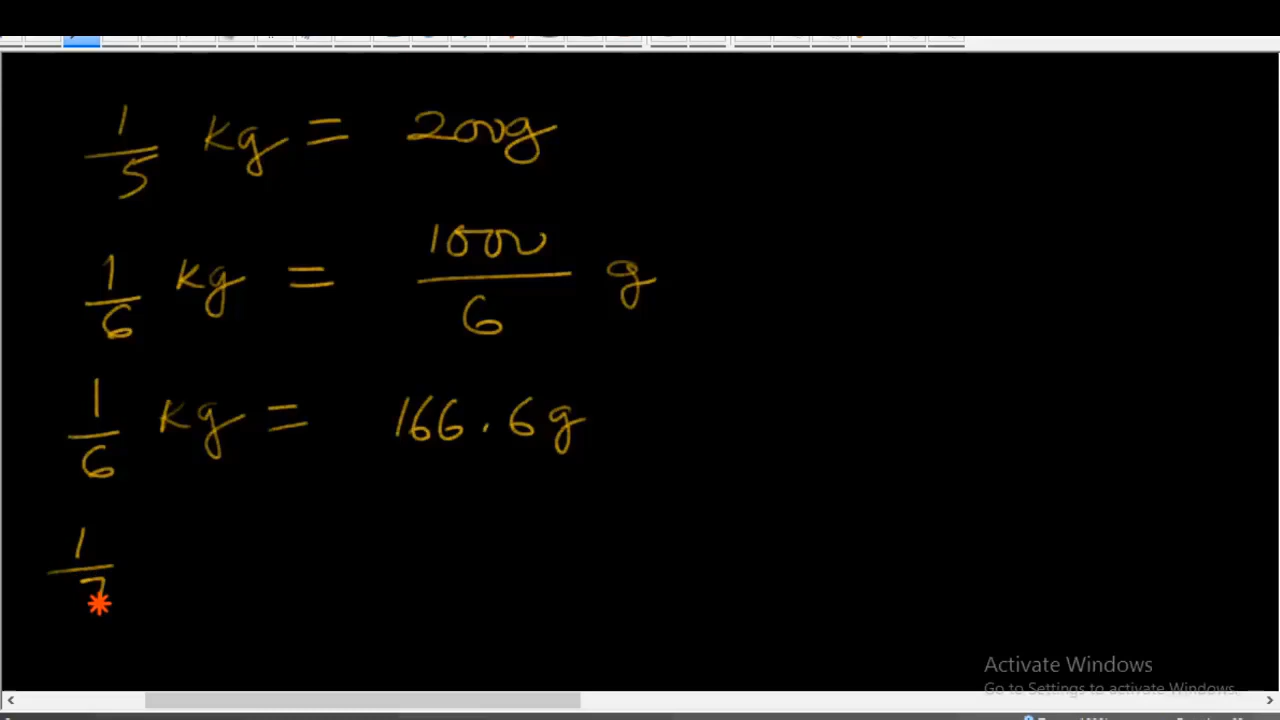 1/5 kg = 200g
1/6 kg = 1000/6 g
1/6 kg = 166.6g
1/7
Activate Windows
Go to Settings to activate Windows.